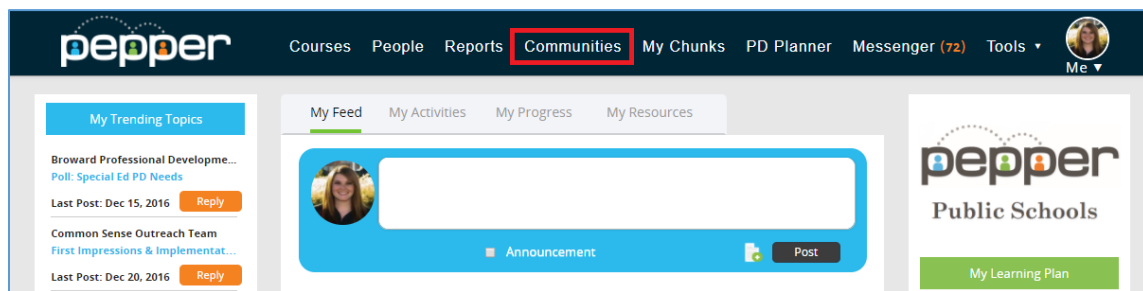 pepper
Courses People Reports Communities My Chunks PD Planner Messenger (72) Tools ▾
Me ▼
My Trending Topics
Broward Professional Developme...
Poll: Special Ed PD Needs
Last Post: Dec 15, 2016 Reply
Common Sense Outreach Team
First Impressions & Implementat...
Last Post: Dec 20, 2016 Reply
My Feed My Activities My Progress My Resources
Announcement Post
pepper
Public Schools
My Learning Plan